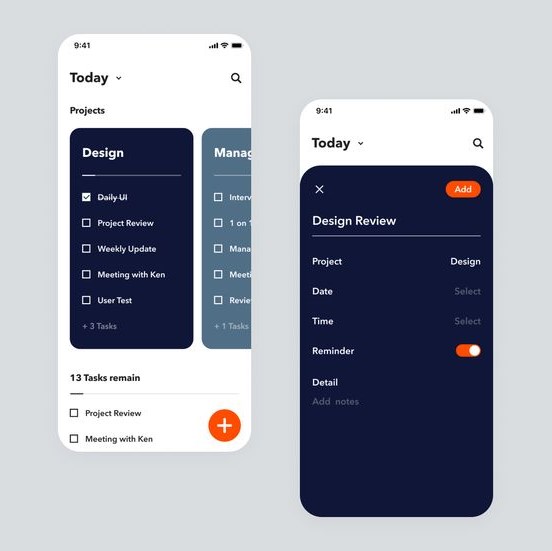 9:41
Today
Projects
Design
Daily UI
Project Review
Weekly Update
Meeting with Ken
User Test
+ 3 Tasks
Manag
Interv
1 on 1
Mana
Meeti
Revie
+ 1 Tasks
13 Tasks remain
Project Review
Meeting with Ken
9:41
Today
Add
Design Review
Project Design
Date Select
Time Select
Reminder
Detail
Add notes